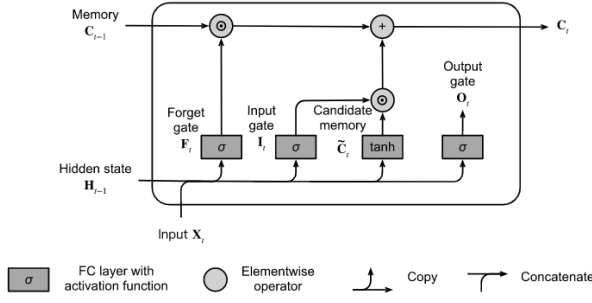 Memory
C_{t-1}
C_t
Output
gate
O_t
Forget
gate
F_t
Input
gate
I_t
Candidate
memory
C̃_t
σ
σ
tanh
σ
Hidden state
H_{t-1}
Input X_t
σ
FC layer with
activation function
Elementwise
operator
Copy
Concatenate